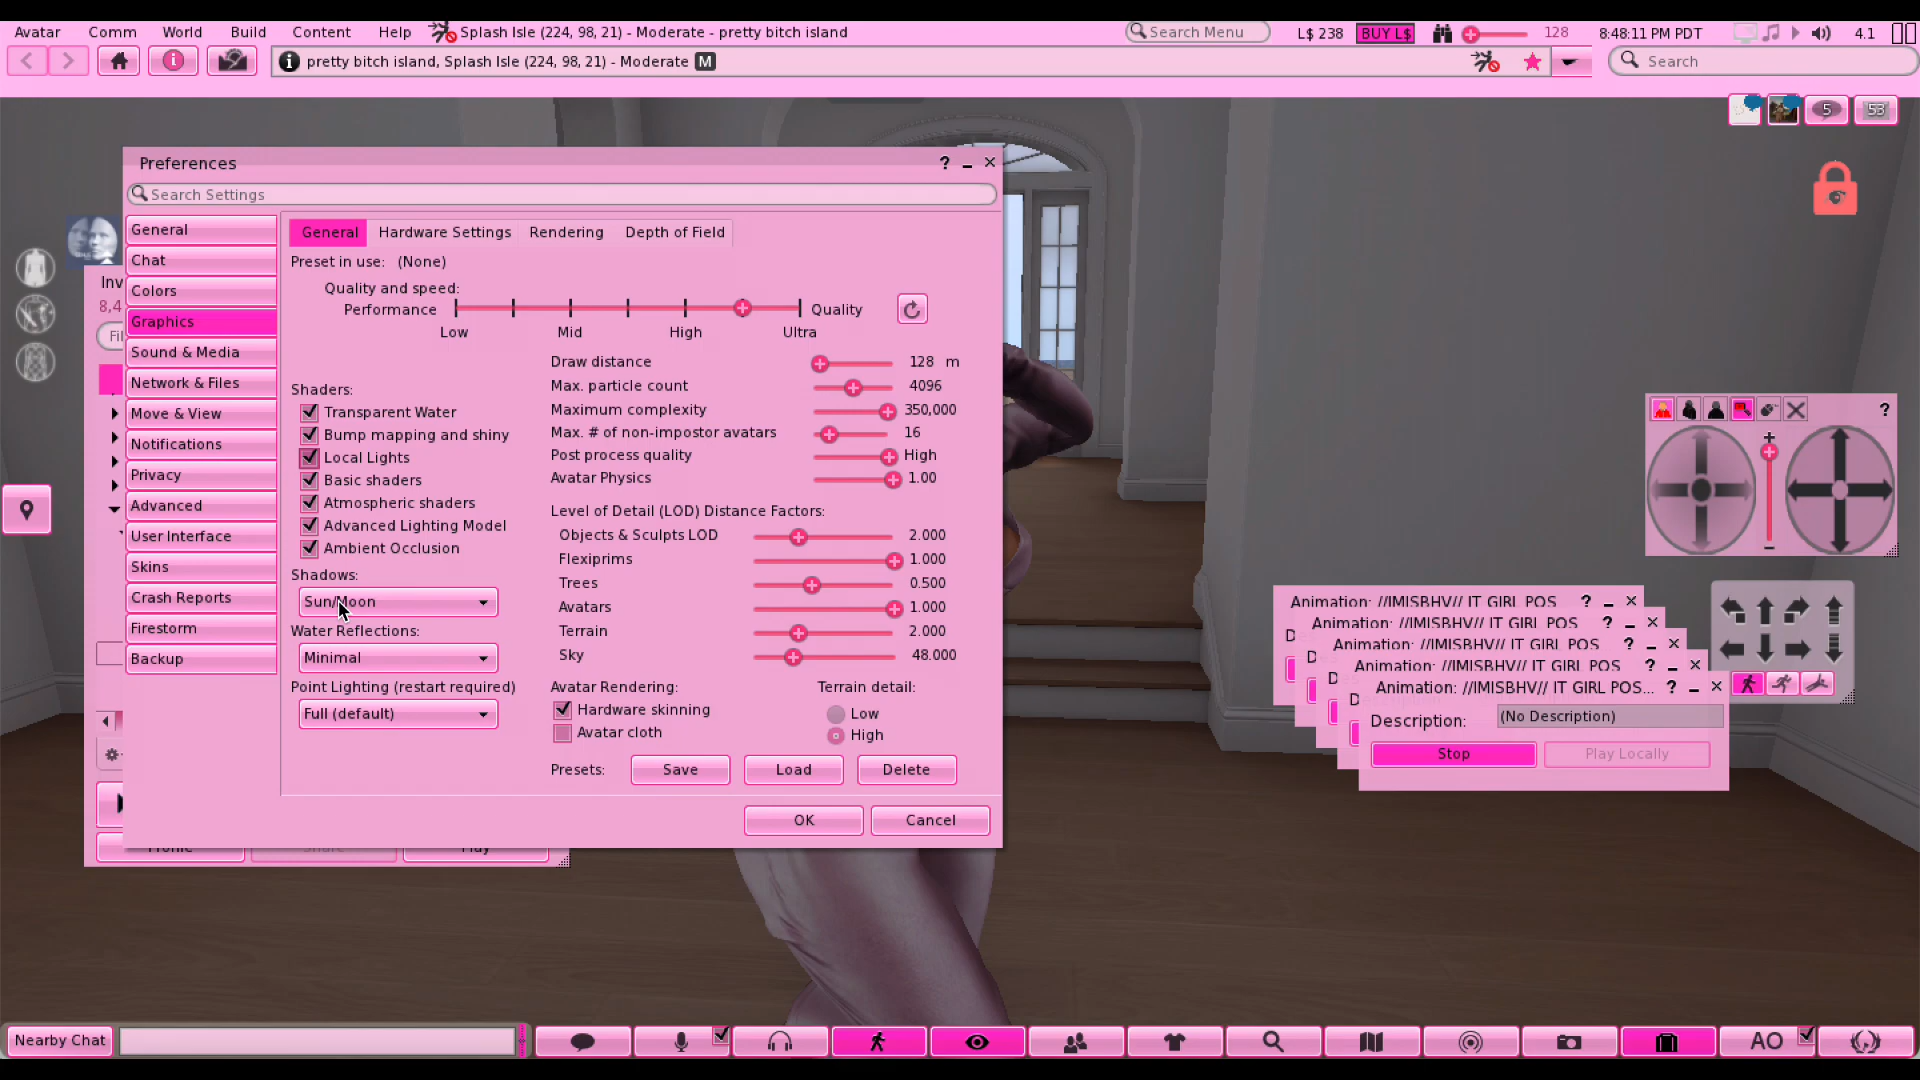 Avatar Comm World Build Content Help Splash Isle (224, 98, 21) - Moderate - pretty bitch island Search Menu L$ 238 BUY L$ 128 8:48:11 PM PDT 4.1
pretty bitch island, Splash Isle (224, 98, 21) - Moderate M Search
5 53
Preferences ?
Search Settings
General
Chat
Colors
Graphics
Sound & Media
Network & Files
Move & View
Notifications
Privacy
Advanced
User Interface
Skins
Crash Reports
Firestorm
Backup
General Hardware Settings Rendering Depth of Field
Preset in use: (None)
Quality and speed:
Performance Quality
Low Mid High Ultra
Shaders:
Transparent Water
Bump mapping and shiny
Local Lights
Basic shaders
Atmospheric shaders
Advanced Lighting Model
Ambient Occlusion
Shadows:
Sun/Moon
Water Reflections:
Minimal
Point Lighting (restart required)
Full (default)
Draw distance 128 m
Max. particle count 4096
Maximum complexity 350,000
Max. # of non-impostor avatars 16
Post process quality High
Avatar Physics 1.00
Level of Detail (LOD) Distance Factors:
Objects & Sculpts LOD 2.000
Flexiprims 1.000
Trees 0.500
Avatars 1.000
Terrain 2.000
Sky 48.000
Avatar Rendering:
Hardware skinning
Avatar cloth
Terrain detail:
Low
High
Presets: Save Load Delete
OK Cancel
Inv
8,4
Fil
Profile Share Play
?
Animation: //IMISBHV// IT GIRL POS ?
Animation: //IMISBHV// IT GIRL POS ?
Animation: //IMISBHV// IT GIRL POS ?
Animation: //IMISBHV// IT GIRL POS ?
Animation: //IMISBHV// IT GIRL POS... ?
Description: (No Description)
Stop Play Locally
Nearby Chat AO